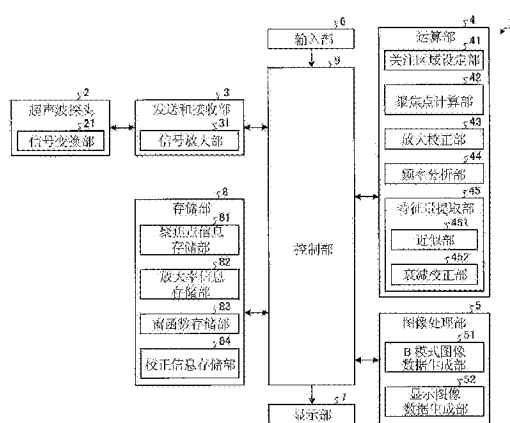 6
输入部
4
运算部
1
41
关注区域设定部
42
聚焦点计算部
43
放大校正部
44
频率分析部
45
特征量提取部
451
近似部
452
衰减校正部
2
超声波探头
21
信号变换部
3
发送和接收部
31
信号放大部
9
控制部
8
存储部
81
聚焦点信息
存储部
82
放大率信息
存储部
83
窗函数存储部
84
校正信息存储部
5
图像处理部
51
B模式图像
数据生成部
52
显示图像
数据生成部
7
显示部